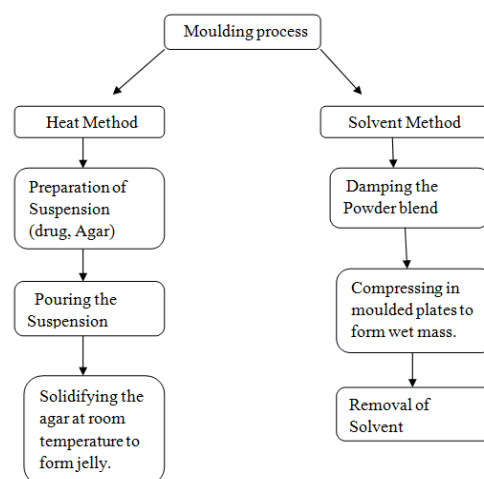 Moulding process
Heat Method
Preparation of
Suspension
(drug, Agar)
Pouring the
Suspension
Solidifying the
agar at room
temperature to
form jelly.
Solvent Method
Damping the
Powder blend
Compressing in
moulded plates to
form wet mass.
Removal of
Solvent